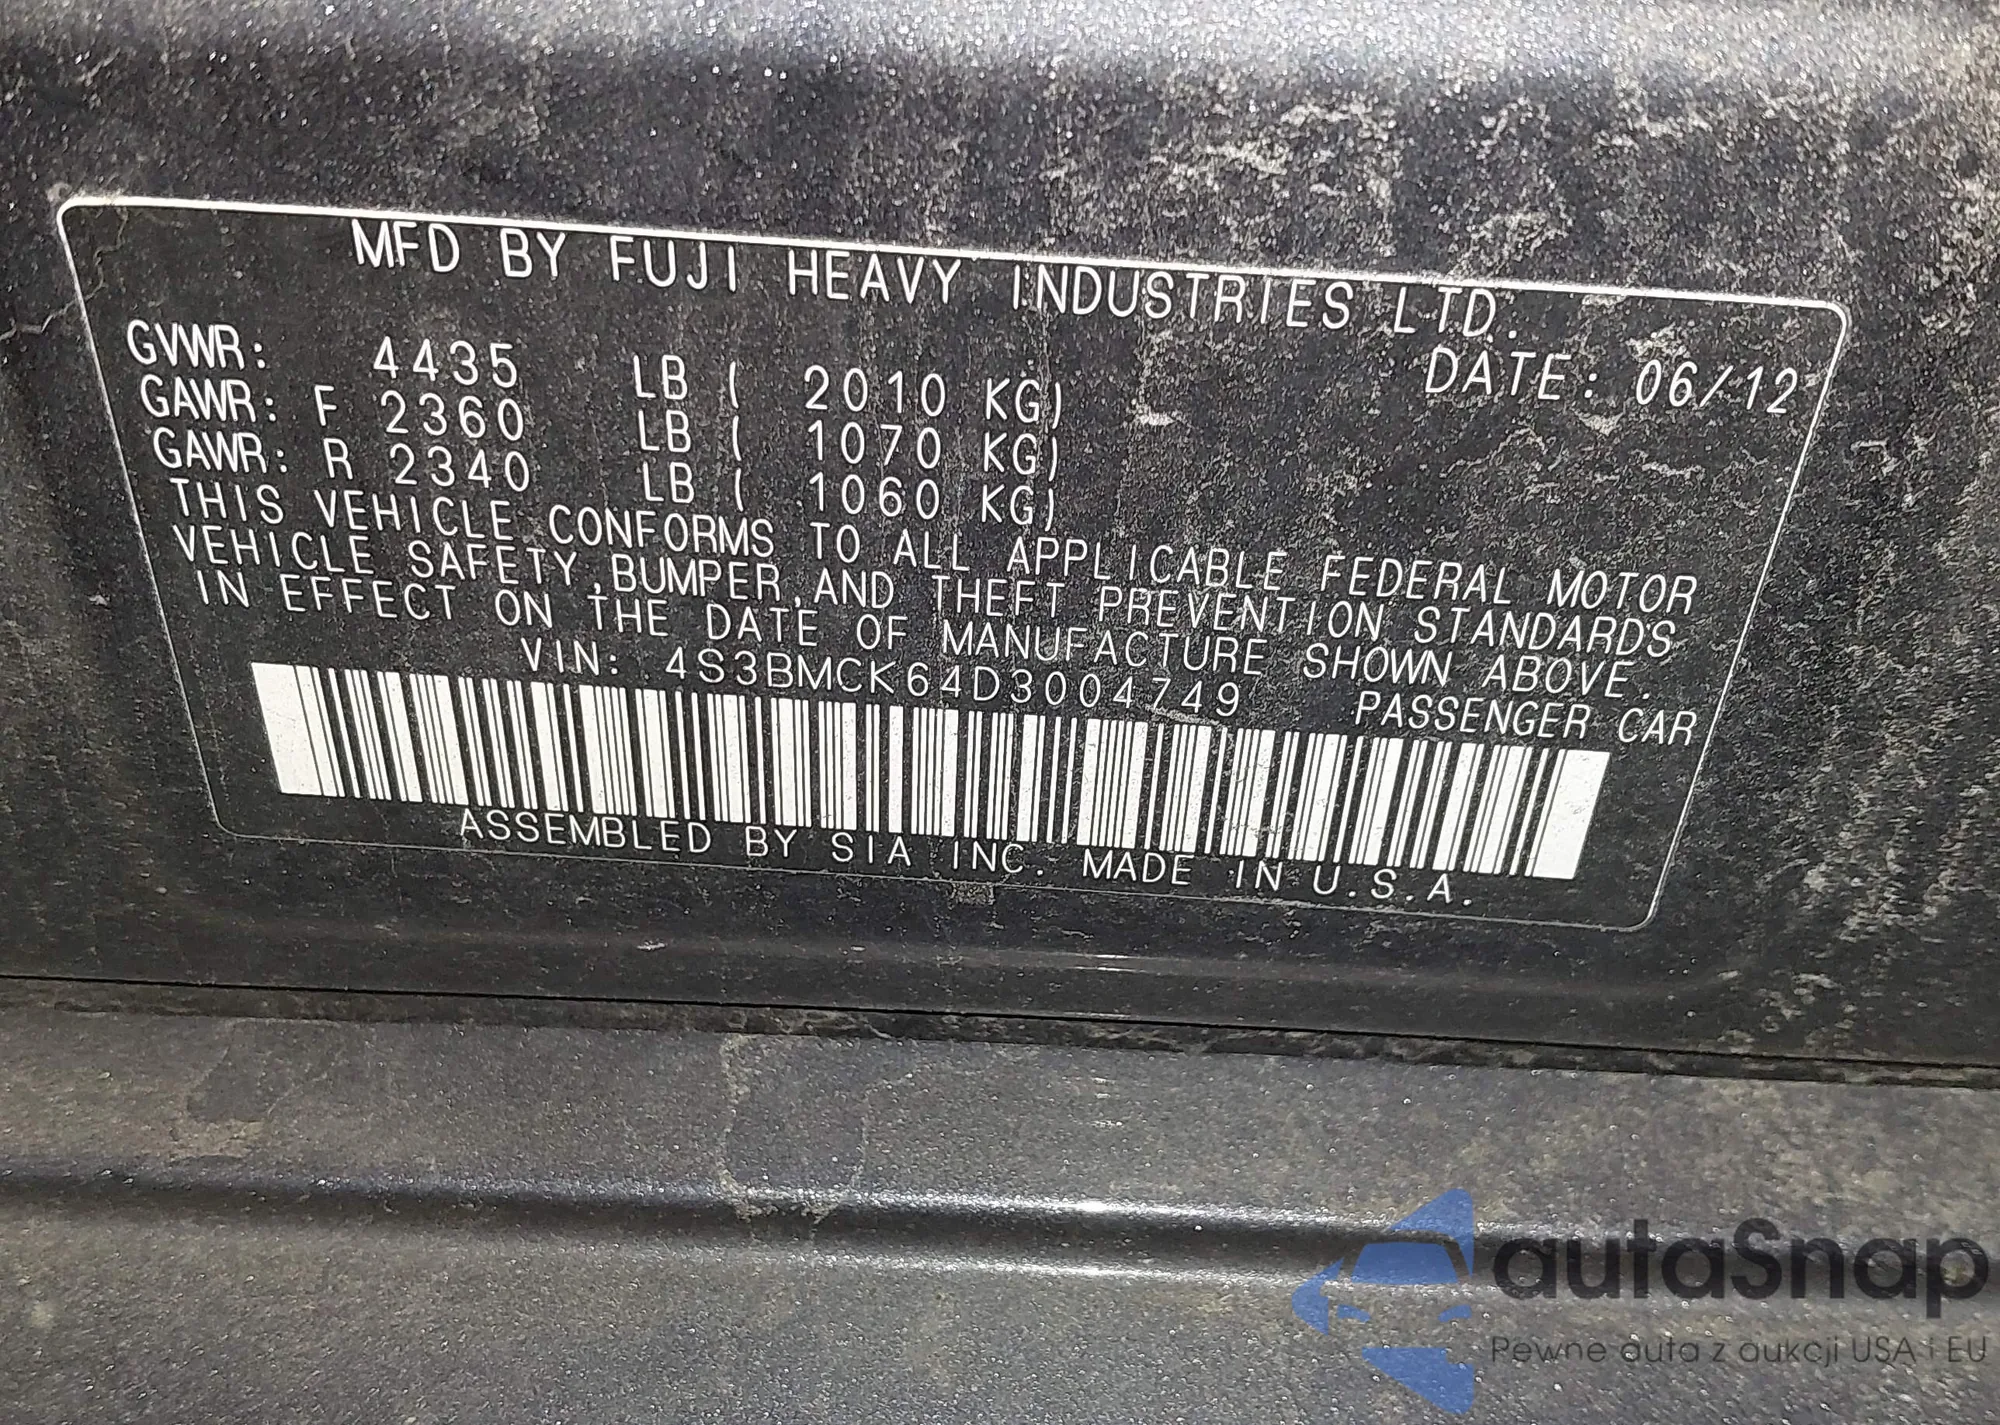 MFD BY FUJI HEAVY INDUSTRIES LTD.
DATE: 06/12
GVWR: 4435 LB ( 2010 KG)
GAWR: F 2360 LB ( 1070 KG)
GAWR: R 2340 LB ( 1060 KG)
THIS VEHICLE CONFORMS TO ALL APPLICABLE FEDERAL MOTOR
VEHICLE SAFETY,BUMPER,AND THEFT PREVENTION STANDARDS
IN EFFECT ON THE DATE OF MANUFACTURE SHOWN ABOVE.
VIN: 4S3BMCK64D3004749 PASSENGER CAR
ASSEMBLED BY SIA INC. MADE IN U.S.A.
autaSnap
Pewne auta z aukcji USA i EU